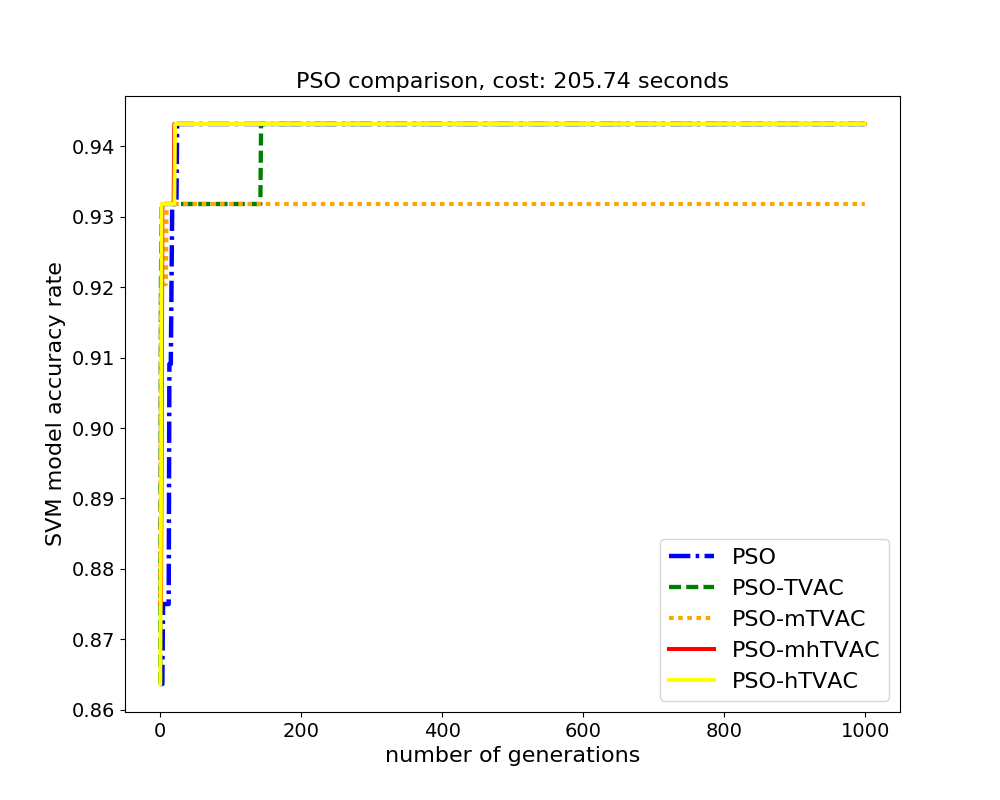 PSO comparison, cost: 205.74 seconds
SVM model accuracy rate
0.94
0.93
0.92
0.91
0.90
0.89
0.88
0.87
0.86
0 200 400 600 800 1000
number of generations
PSO
PSO-TVAC
PSO-mTVAC
PSO-mhTVAC
PSO-hTVAC